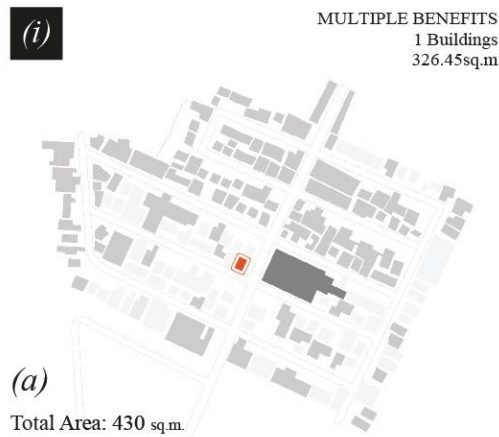 (i)
MULTIPLE BENEFITS
1 Buildings
326.45sq.m
(a)
Total Area: 430 sq.m.